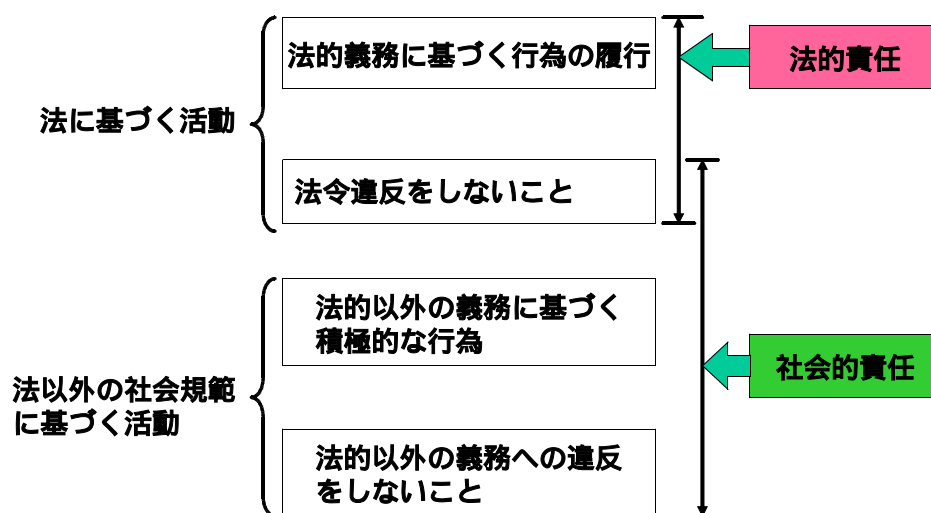 法的義務に基づく行為の履行
法的責任
法に基づく活動
法令違反をしないこと
法的以外の義務に基づく
積極的な行為
社会的責任
法以外の社会規範
に基づく活動
法的以外の義務への違反
をしないこと